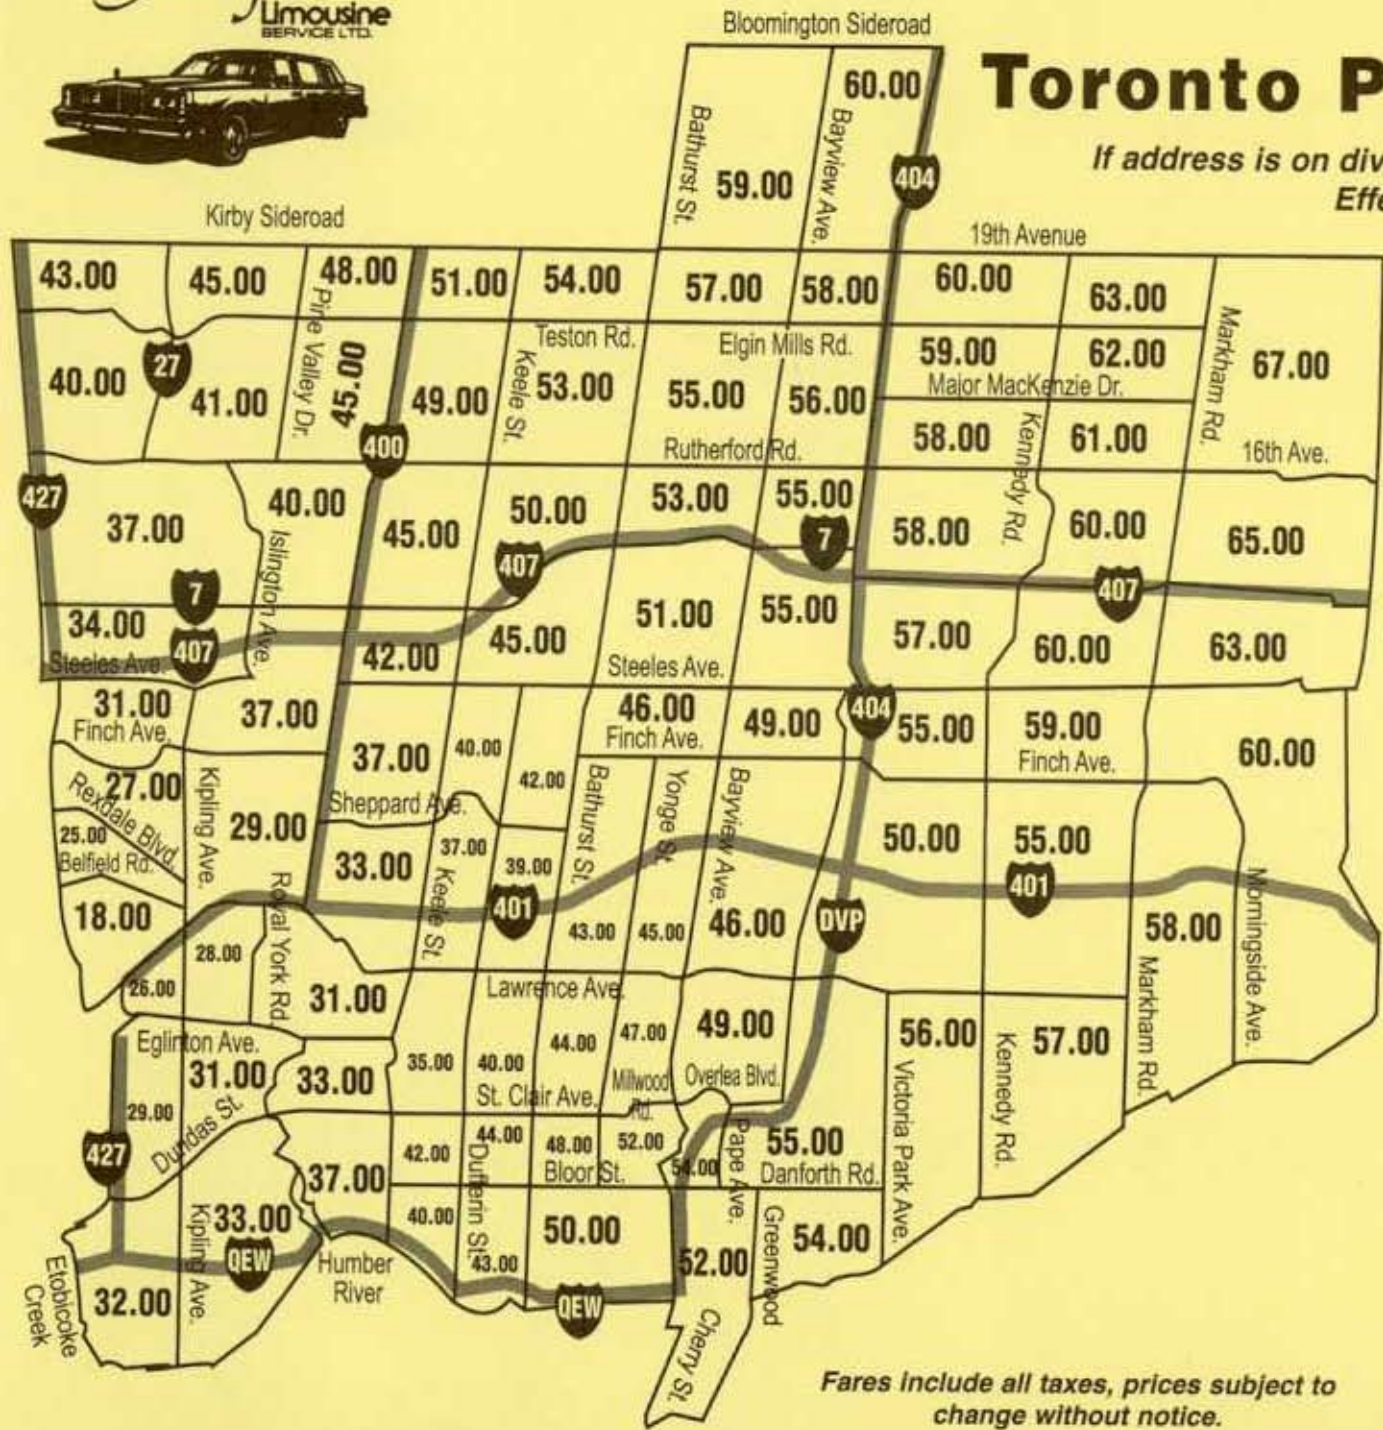 Limousine
SERVICE LTD.
Bloomington Sideroad
Toronto P
If address is on div
Effe
60.00
Bathurst St.
59.00
Bayview Ave.
404
Kirby Sideroad
19th Avenue
43.00 45.00 48.00 51.00 54.00 57.00 58.00 60.00 63.00
Pine Valley Dr.
Teston Rd. Elgin Mills Rd.
Markham Rd.
27
40.00 41.00 45.00 49.00 53.00 55.00 56.00 59.00 62.00 67.00
Keele St.
Major MacKenzie Dr.
400
58.00 61.00
Kennedy Rd.
Rutherford Rd. 16th Ave.
427
37.00 40.00 45.00 50.00 53.00 55.00 58.00 60.00 65.00
Islington Ave.
7
407
7
407
34.00 42.00 45.00 51.00 55.00 57.00 60.00 63.00
407
Steeles Ave. Steeles Ave.
404
31.00 37.00 46.00 49.00 55.00 59.00 60.00
Finch Ave. Finch Ave. Finch Ave.
37.00 40.00 42.00
27.00 29.00
Rexdale Blvd.
Kipling Ave.
Sheppard Ave.
Bathurst St.
Yonge St.
Bayview Ave.
25.00
Belfield Rd.
33.00 37.00 39.00 50.00 55.00
Keele St.
401
401
DVP
18.00 28.00 43.00 45.00 46.00 58.00
Royal York Rd.
Morningside Ave.
26.00 31.00
Lawrence Ave.
Markham Rd.
Eglinton Ave.
31.00 33.00 35.00 40.00 44.00 47.00 49.00 56.00 57.00
St. Clair Ave.
Millwood
Rd.
Overlea Blvd.
Victoria Park Ave.
Kennedy Rd.
29.00
Dundas St.
427
37.00 42.00 44.00 48.00 52.00 54.00 55.00
Dufferin St.
Bloor St.
Pape Ave.
Danforth Rd.
33.00 40.00 43.00 50.00 52.00 54.00
Kipling Ave.
QEW
Greenwood
Humber
River
QEW
32.00
Etobicoke
Creek
Cherry St.
Fares include all taxes, prices subject to
change without notice.